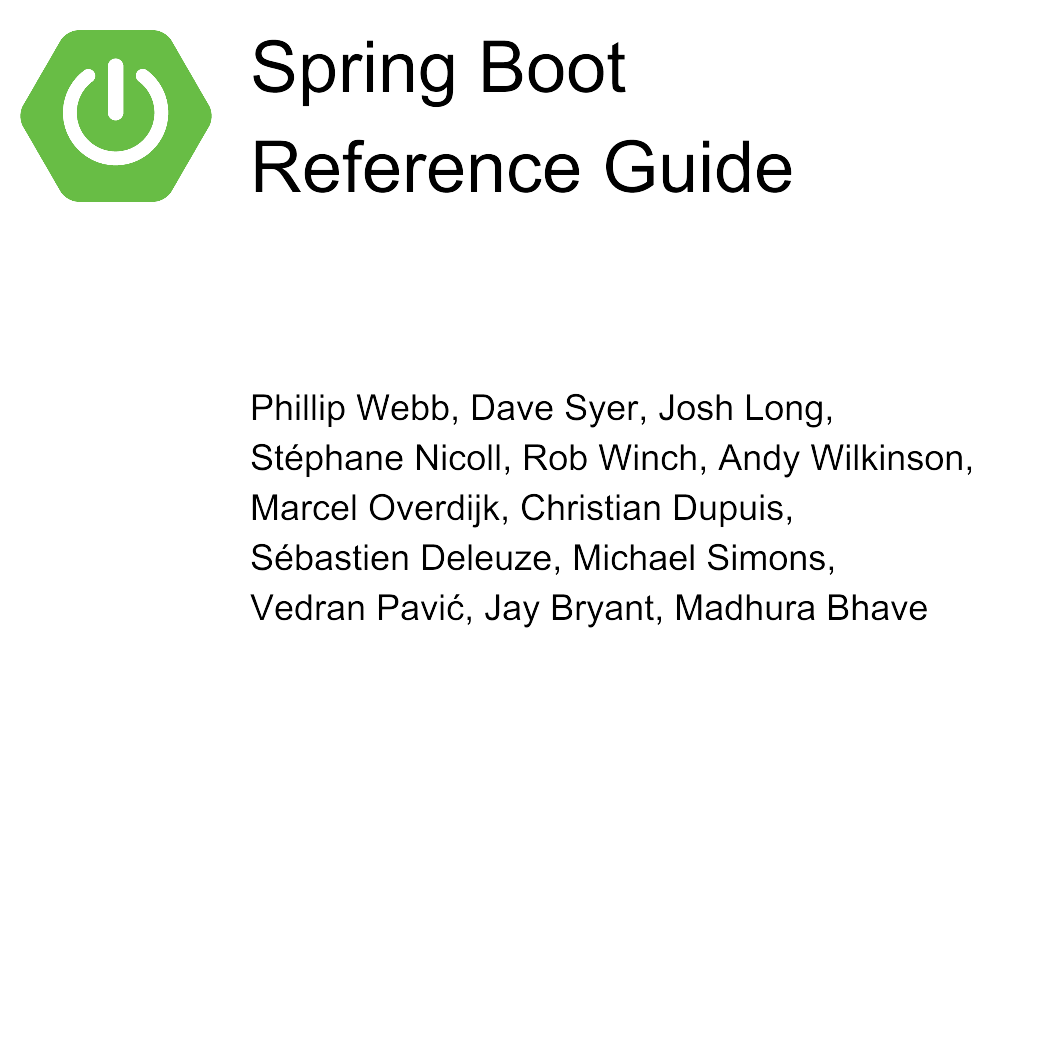 Spring Boot
Reference Guide
Phillip Webb, Dave Syer, Josh Long,
Stéphane Nicoll, Rob Winch, Andy Wilkinson,
Marcel Overdijk, Christian Dupuis,
Sébastien Deleuze, Michael Simons,
Vedran Pavić, Jay Bryant, Madhura Bhave